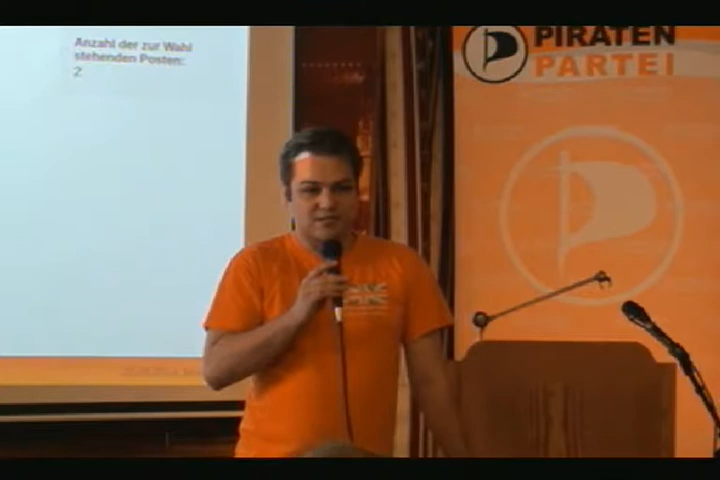 Anzahl der zur Wahl
stehenden Posten:
2
PIRATEN
PARTEI